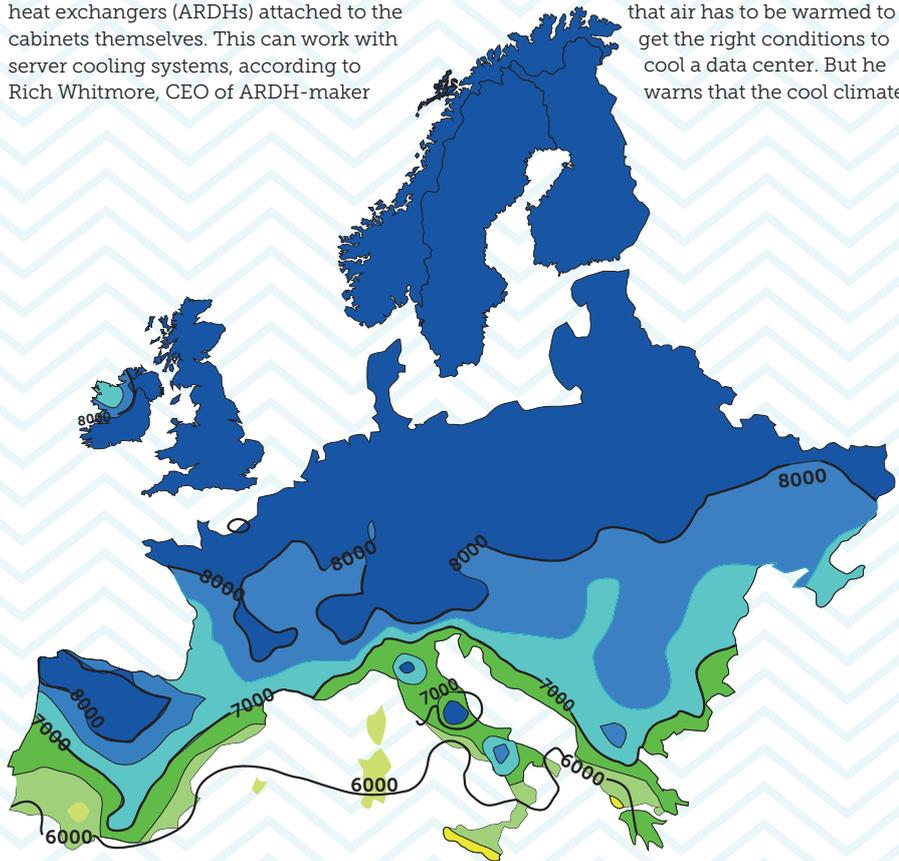 heat exchangers (ARDHs) attached to the
cabinets themselves. This can work with
server cooling systems, according to
Rich Whitmore, CEO of ARDH-maker
that air has to be warmed to
get the right conditions to
cool a data center. But he
warns that the cool climate
8000
8000
8000
8000
8000
8000
7000
7000
7000
7000
6000
6000
6000